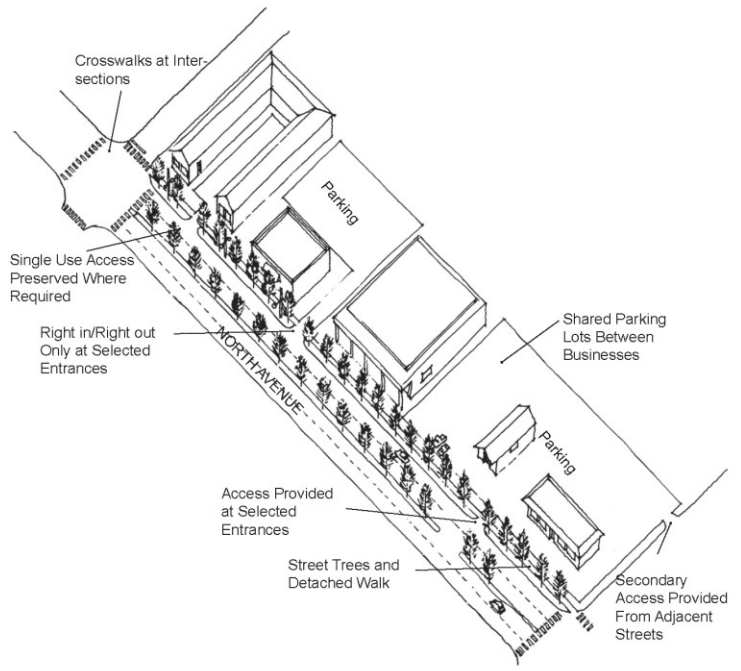 Crosswalks at Inter-
sections
Parking
Single Use Access
Preserved Where
Required
Right in/Right out
Only at Selected
Entrances
NORTH AVENUE
Shared Parking
Lots Between
Businesses
Parking
Access Provided
at Selected
Entrances
Street Trees and
Detached Walk
Secondary
Access Provided
From Adjacent
Streets